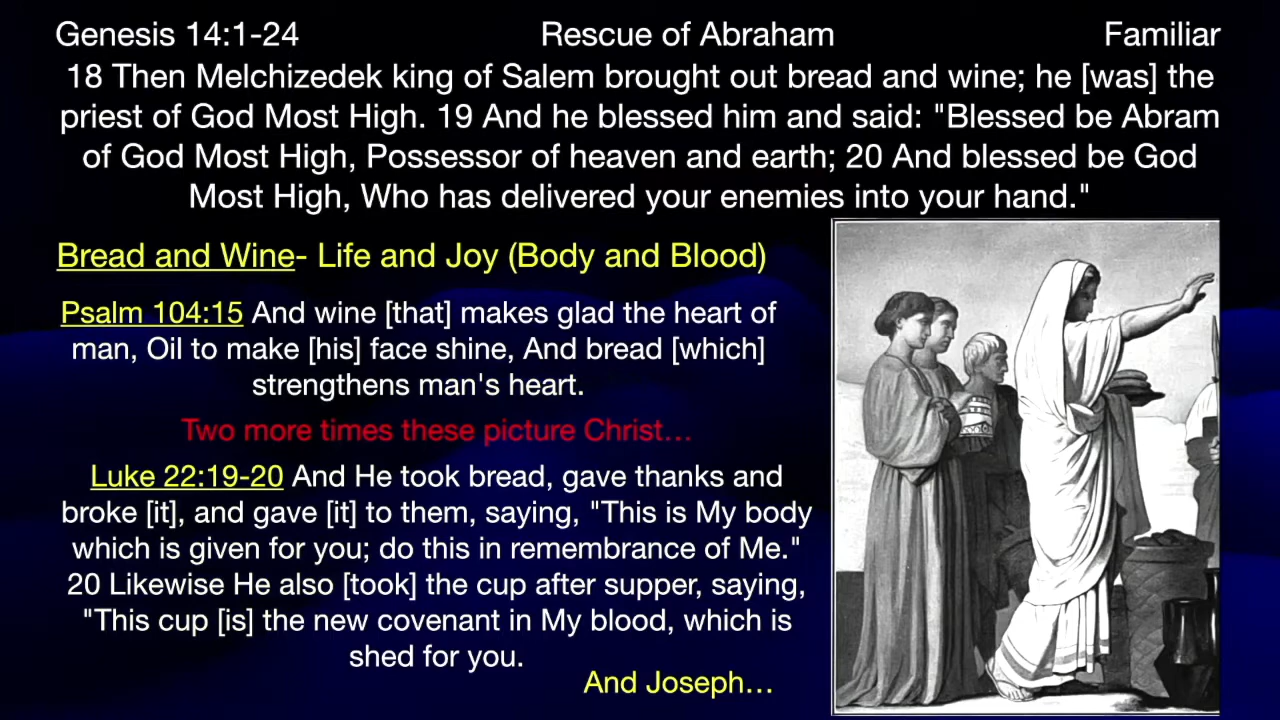 Genesis 14:1-24 Rescue of Abraham Familiar
18 Then Melchizedek king of Salem brought out bread and wine; he [was] the
priest of God Most High. 19 And he blessed him and said: "Blessed be Abram
of God Most High, Possessor of heaven and earth; 20 And blessed be God
Most High, Who has delivered your enemies into your hand."
Bread and Wine- Life and Joy (Body and Blood)
Psalm 104:15 And wine [that] makes glad the heart of
man, Oil to make [his] face shine, And bread [which]
strengthens man's heart.
Two more times these picture Christ…
Luke 22:19-20 And He took bread, gave thanks and
broke [it], and gave [it] to them, saying, "This is My body
which is given for you; do this in remembrance of Me."
20 Likewise He also [took] the cup after supper, saying,
"This cup [is] the new covenant in My blood, which is
shed for you.
And Joseph…